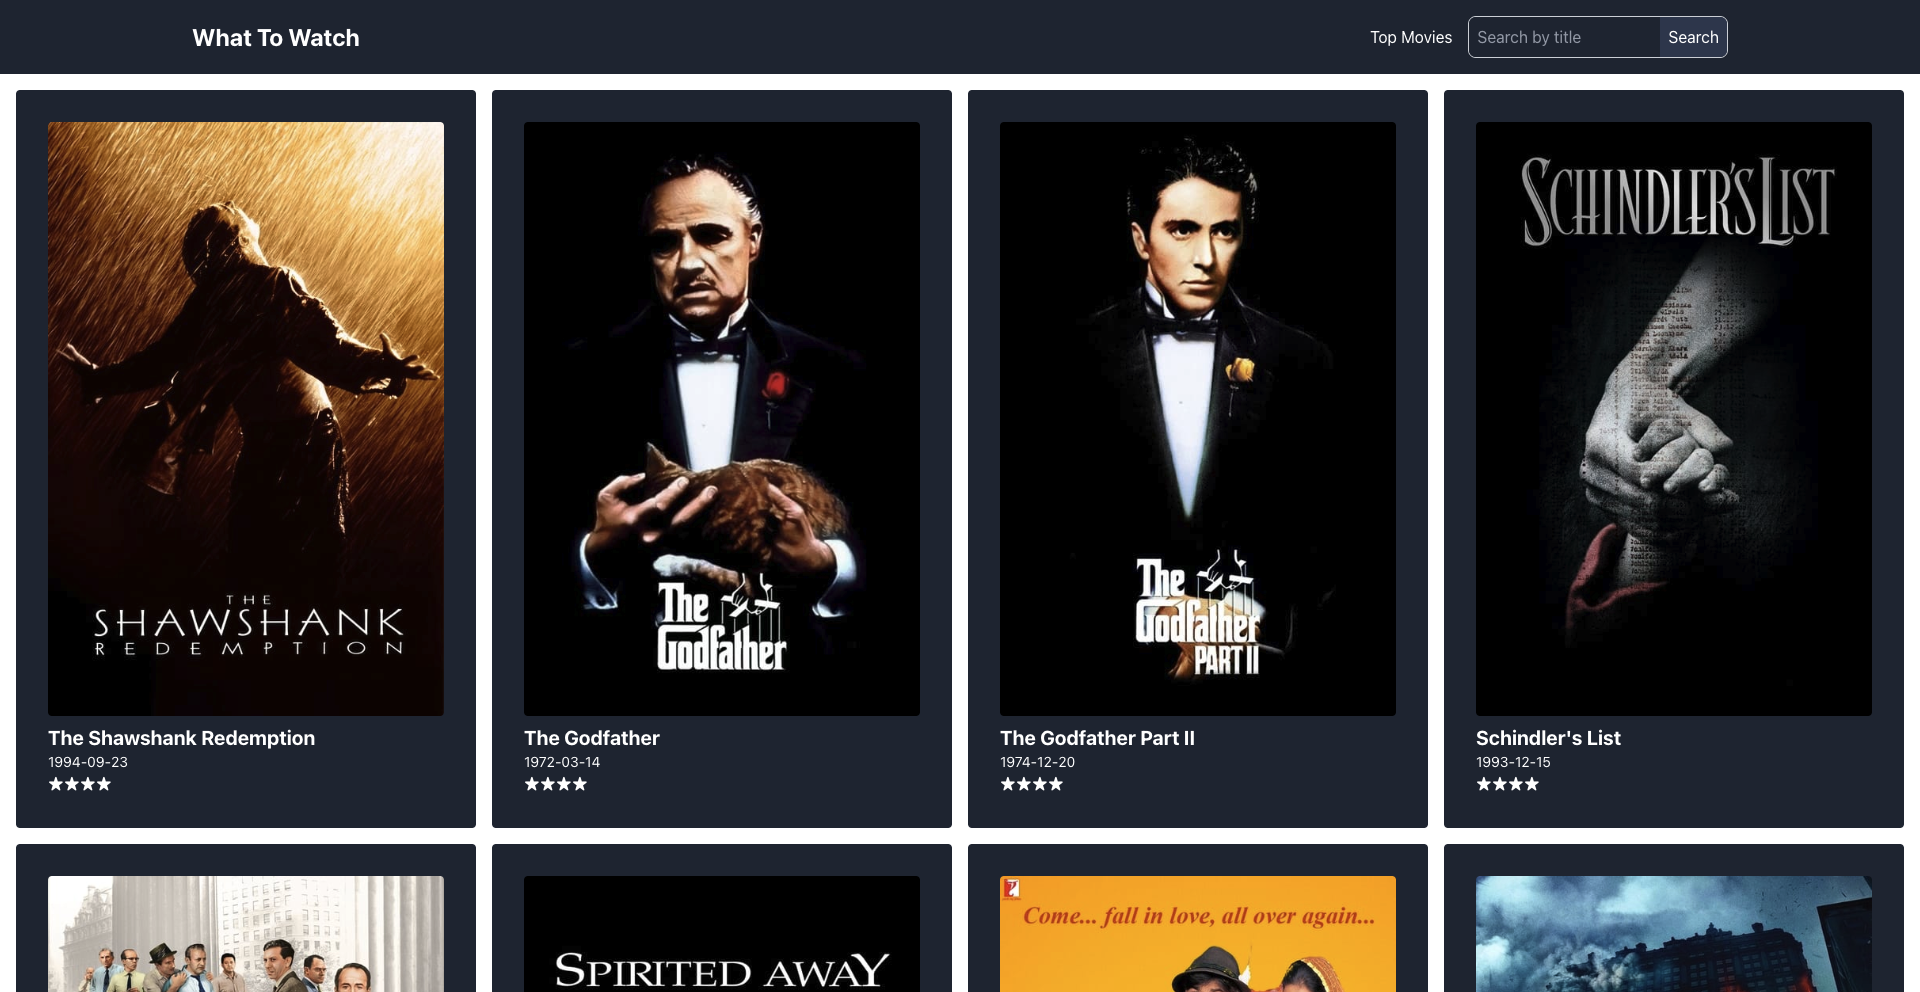 What To Watch
Top Movies
Search by title
Search
THE
SHAWSHANK
REDEMPTION
The Shawshank Redemption
1994-09-23
The
Godfather
The Godfather
1972-03-14
The
Godfather
PART II
The Godfather Part II
1974-12-20
SCHINDLER'S LIST
Schindler's List
1993-12-15
SPIRITED AWAY
Come... fall in love, all over again...